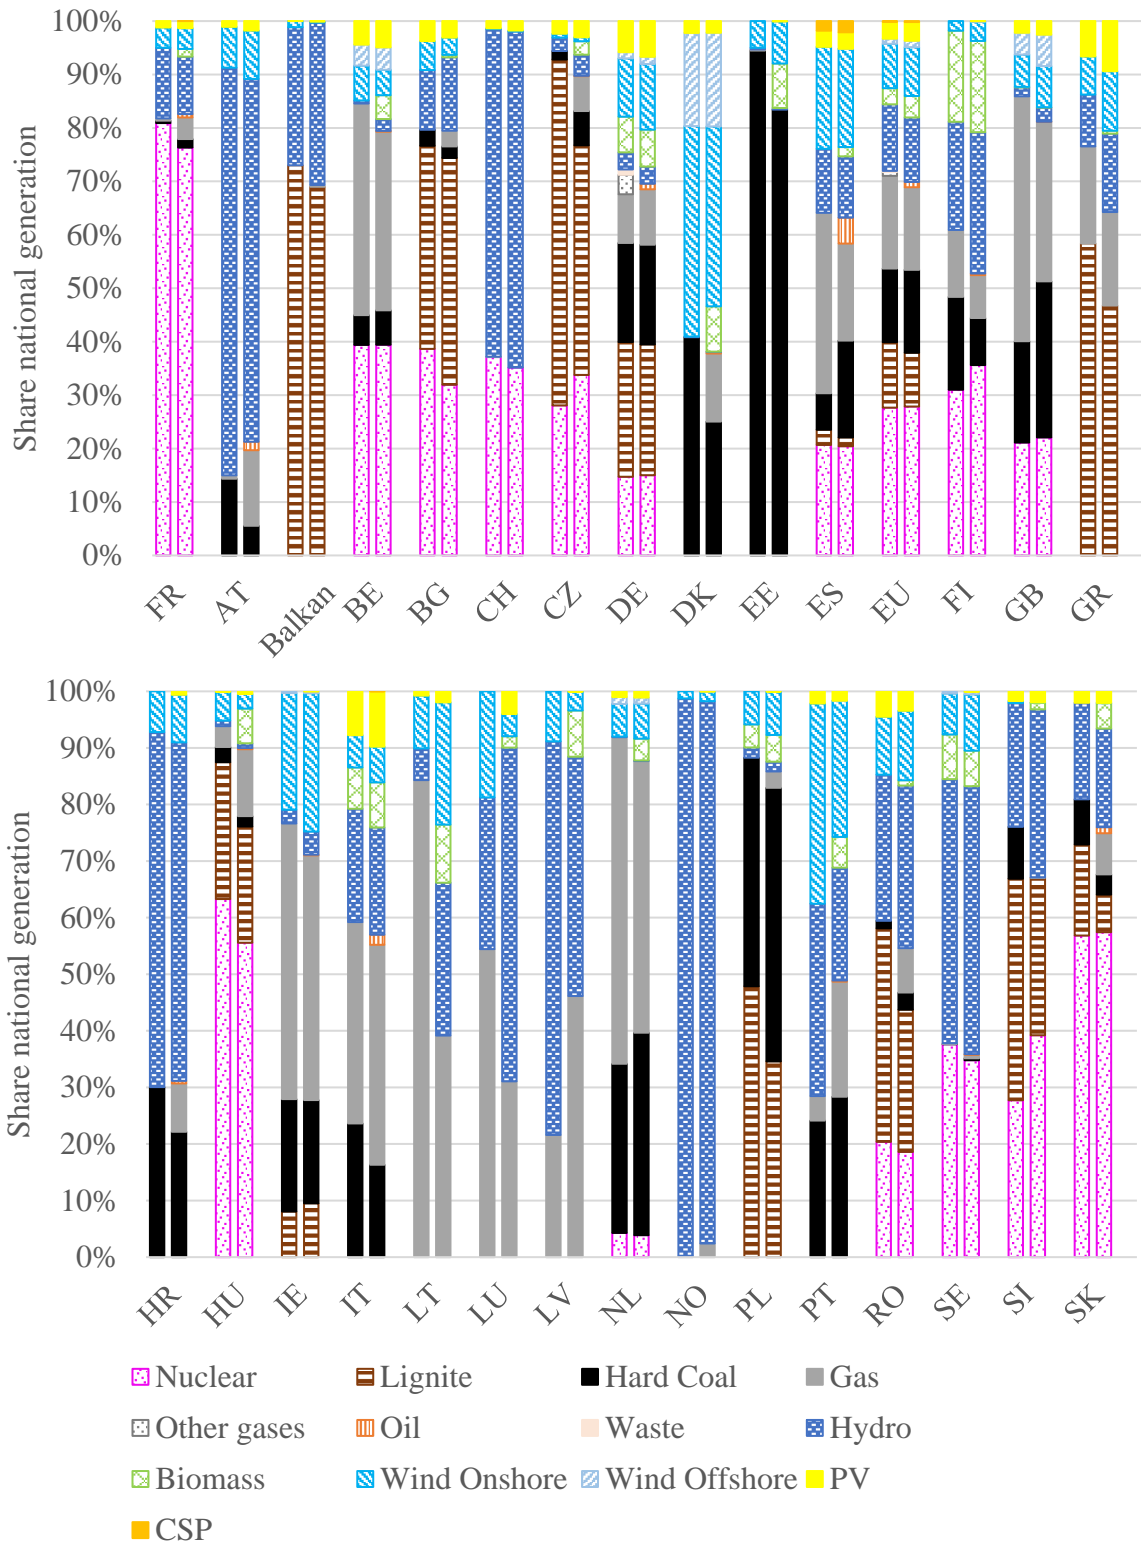 100%
90%
80%
70%
60%
50%
40%
30%
20%
10%
0%
Share national generation
FR AT Balkan BE BG CH CZ DE DK EE ES EU FI GB GR
100%
90%
80%
70%
60%
50%
40%
30%
20%
10%
0%
Share national generation
HR HU IE IT LT LU LV NL NO PL PT RO SE SI SK
Nuclear Lignite Hard Coal Gas
Other gases Oil Waste Hydro
Biomass Wind Onshore Wind Offshore PV
CSP